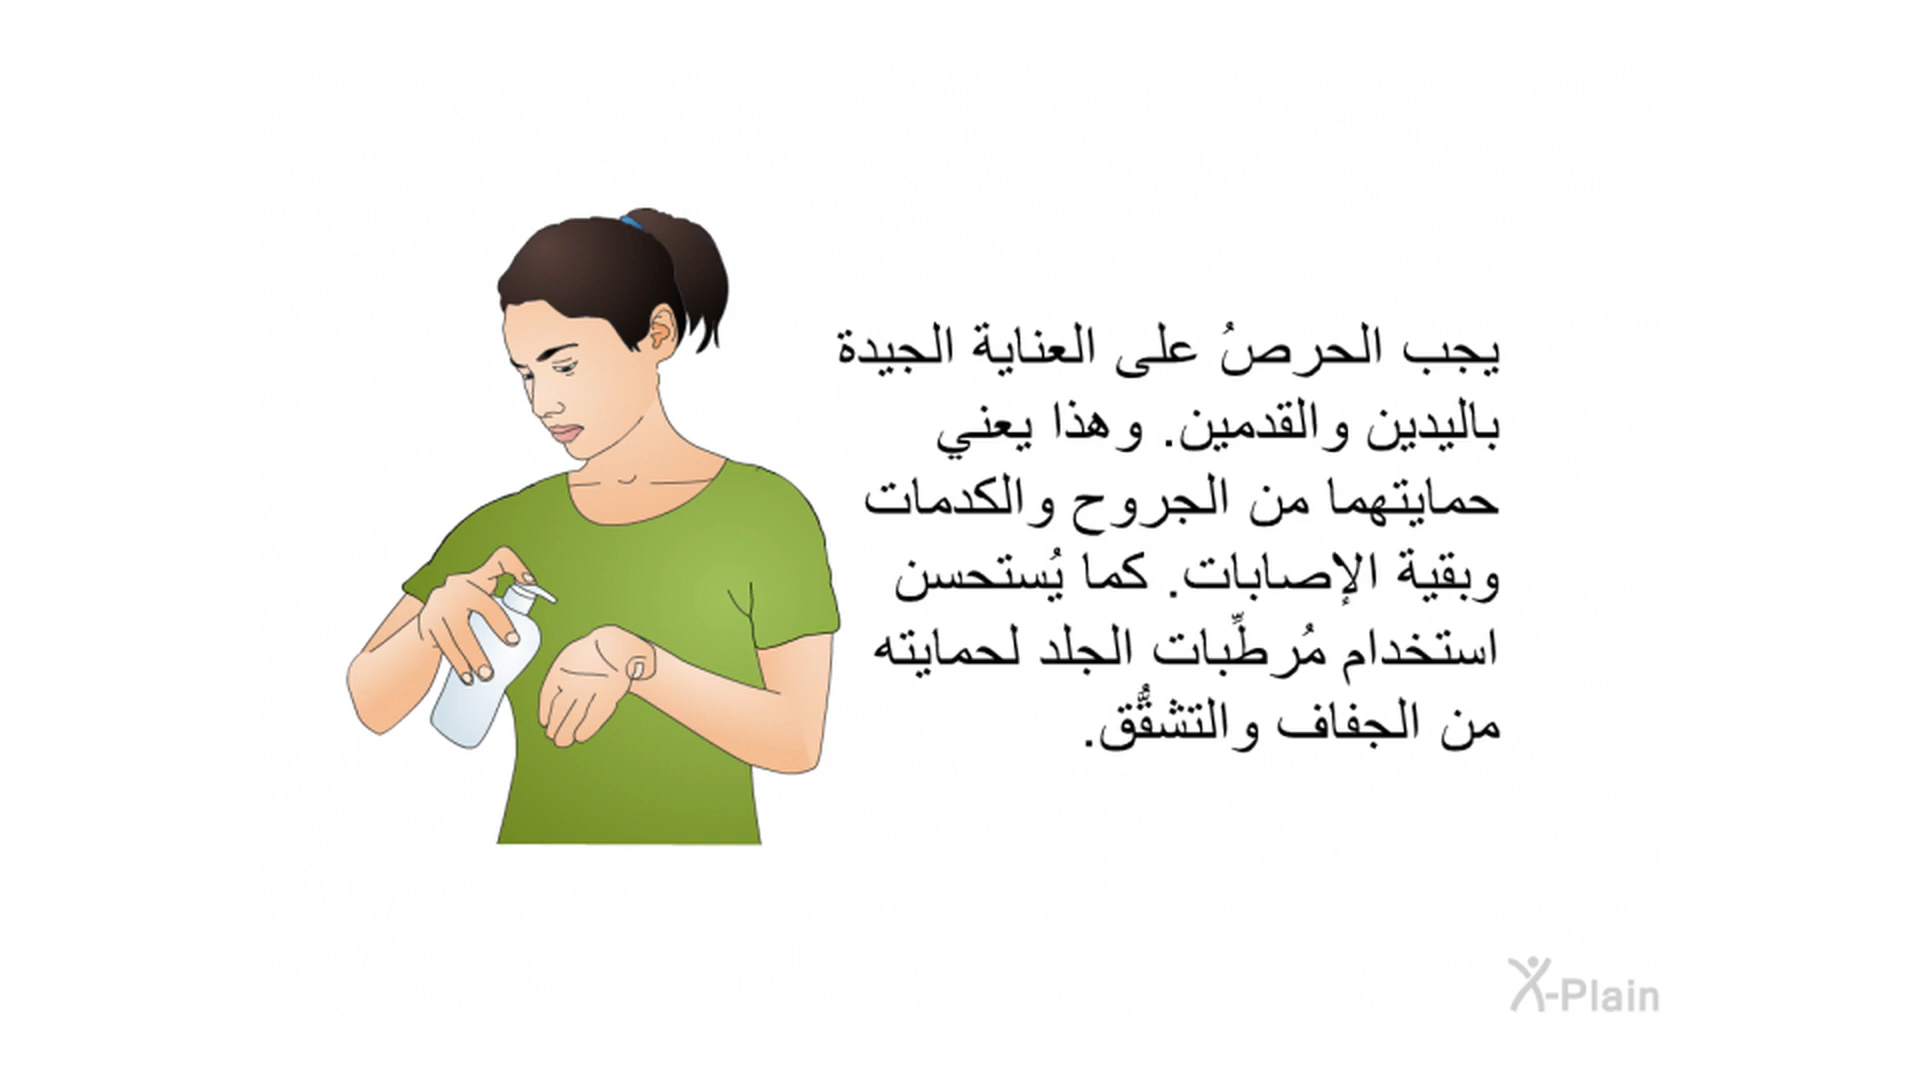 يجب الحرصُ على العناية الجيدة
باليدين والقدمين. وهذا يعني
حمايتهما من الجروح والكدمات
وبقية الإصابات. كما يُستحسن
استخدام مُرطِّبات الجلد لحمايته
من الجفاف والتشقُّق.
X-Plain